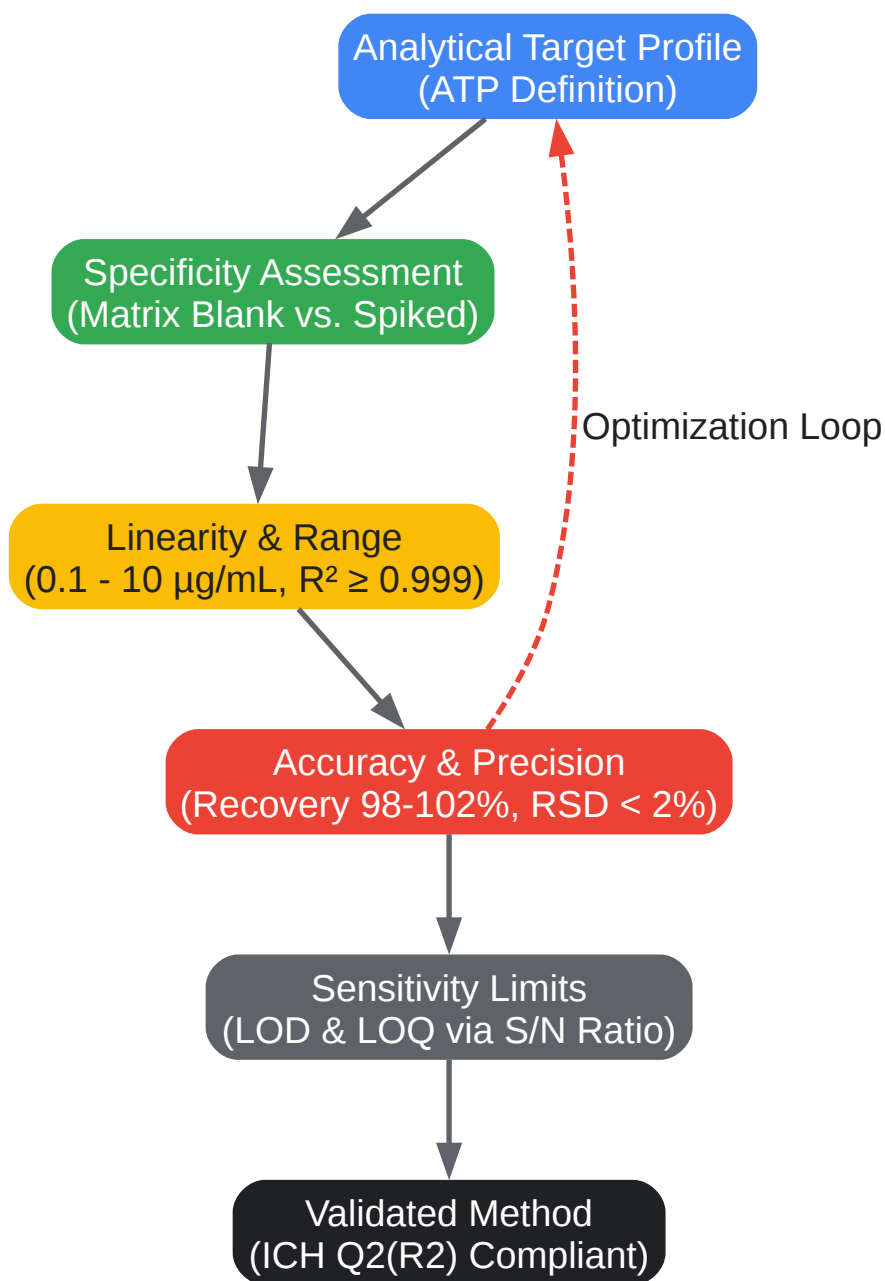 Analytical Target Profile
(ATP Definition)
Specificity Assessment
(Matrix Blank vs. Spiked)
Optimization Loop
Linearity & Range
(0.1 - 10 µg/mL, R² ≥ 0.999)
Accuracy & Precision
(Recovery 98-102%, RSD < 2%)
Sensitivity Limits
(LOD & LOQ via S/N Ratio)
Validated Method
(ICH Q2(R2) Compliant)